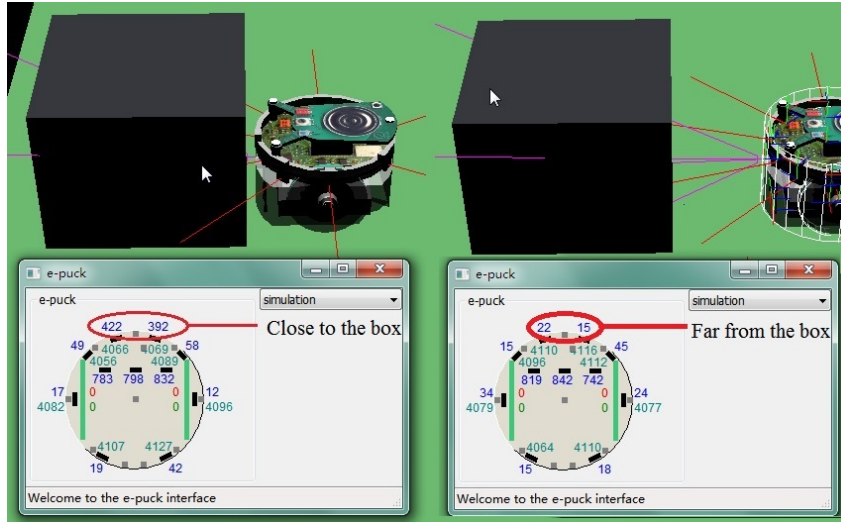 e-puck
e-puck
simulation
422 392
Close to the box
49 4066 4069 58
4056 4089
783 798 832
17 0 0 12
4082 0 0 4096
4107 4127
19 42
Welcome to the e-puck interface
e-puck
e-puck
simulation
22 15
Far from the box
15 4110 4116 45
4096 4112
819 842 742
34 0 0 24
4079 0 0 4077
4064 4110
15 18
Welcome to the e-puck interface